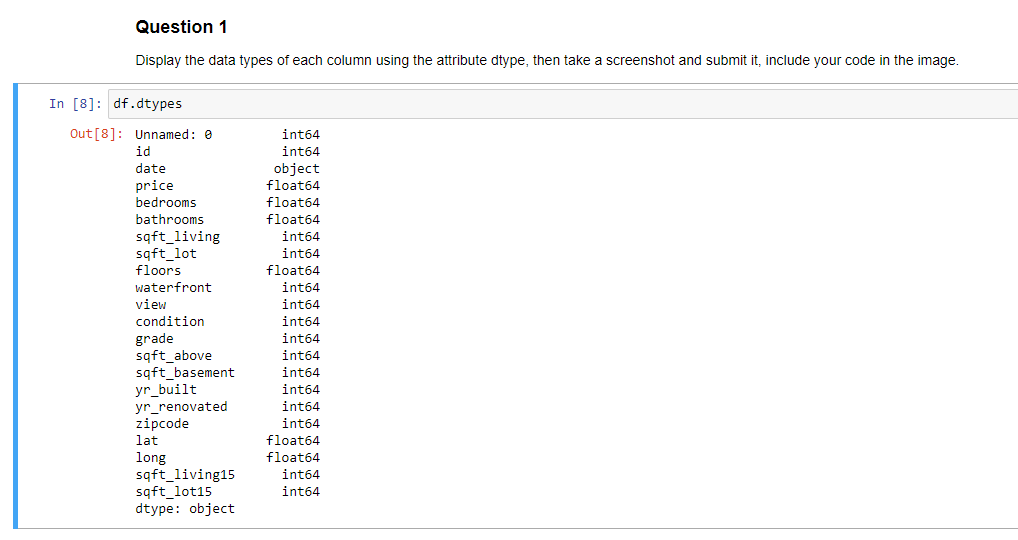 Question 1
Display the data types of each column using the attribute dtype, then take a screenshot and submit it, include your code in the image.
In [8]: df.dtypes
Out[8]: Unnamed: 0 int64
id int64
date object
price float64
bedrooms float64
bathrooms float64
sqft_living int64
sqft_lot int64
floors float64
waterfront int64
view int64
condition int64
grade int64
sqft_above int64
sqft_basement int64
yr_built int64
yr_renovated int64
zipcode int64
lat float64
long float64
sqft_living15 int64
sqft_lot15 int64
dtype: object